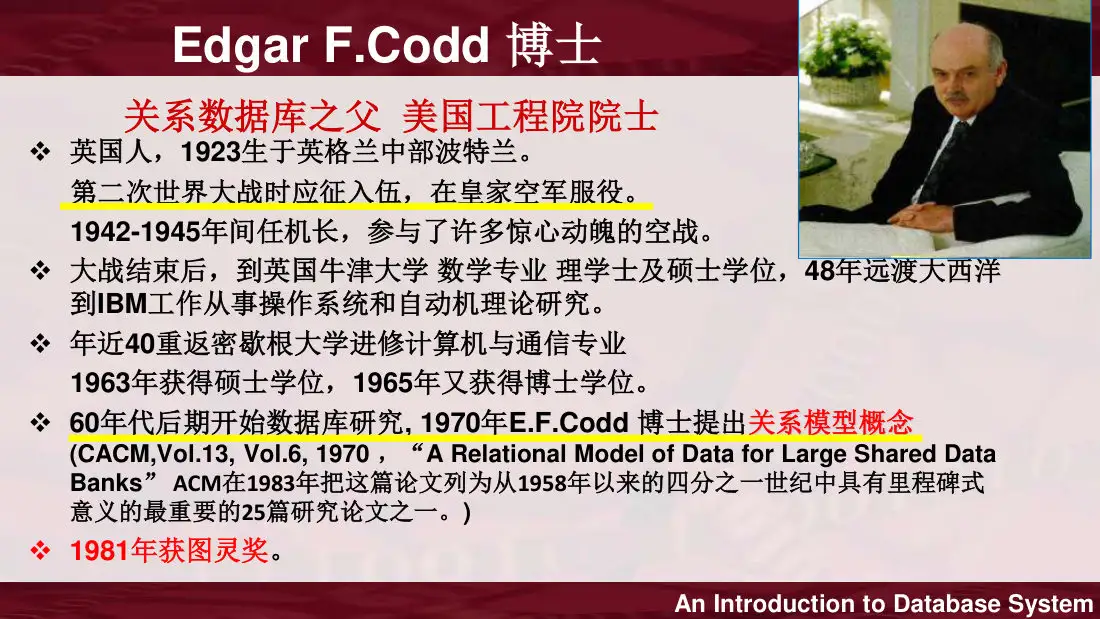 Edgar F.Codd 博士
关系数据库之父 美国工程院院士
❖ 英国人，1923生于英格兰中部波特兰。
第二次世界大战时应征入伍，在皇家空军服役。
1942-1945年间任机长，参与了许多惊心动魄的空战。
❖ 大战结束后，到英国牛津大学 数学专业 理学士及硕士学位，48年远渡大西洋
到IBM工作从事操作系统和自动机理论研究。
❖ 年近40重返密歇根大学进修计算机与通信专业
1963年获得硕士学位，1965年又获得博士学位。
❖ 60年代后期开始数据库研究, 1970年E.F.Codd 博士提出关系模型概念
(CACM,Vol.13, Vol.6, 1970 ，“A Relational Model of Data for Large Shared Data
Banks” ACM在1983年把这篇论文列为从1958年以来的四分之一世纪中具有里程碑式
意义的最重要的25篇研究论文之一。)
❖ 1981年获图灵奖。
An Introduction to Database System